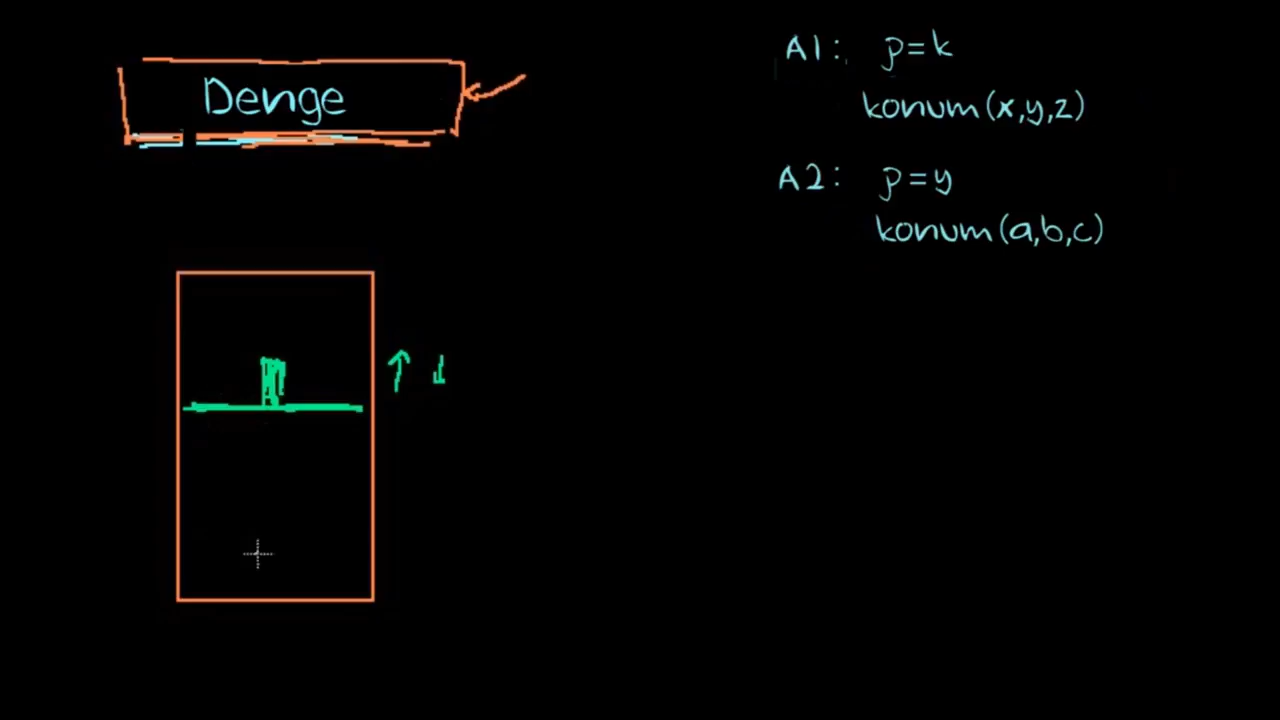 Denge
A1: p=k
konum(x,y,z)
A2: p=y
konum(a,b,c)